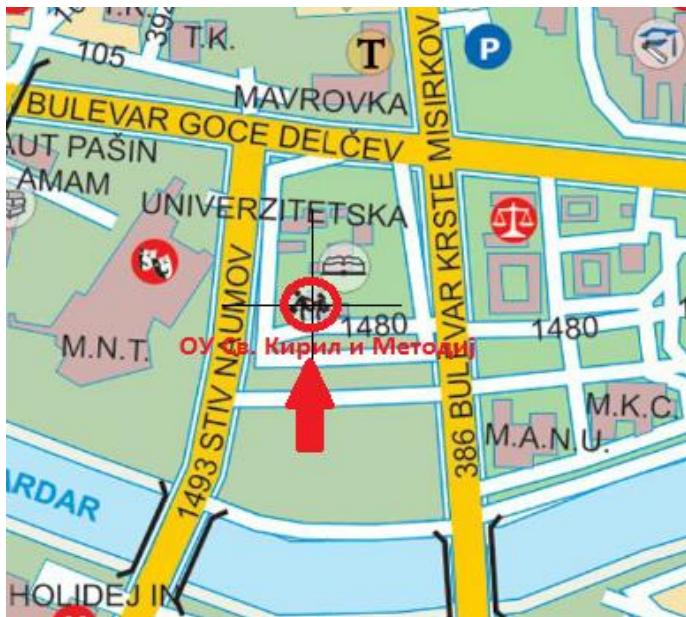 T.K.
T.K.
394
105
T
P
MAVROVKA
BULEVAR GOCE DELČEV
AUT PAŠIN
AMAM
UNIVERZITETSKA
386 BULEVAR KRSTE MISIRKOV
1493 STIV NAUMOV
1480
1480
ОУ Св. Кирил и Методиј
M.N.T.
M.K.C.
M.A.N.U.
ARDAR
HOLIDEJ IN